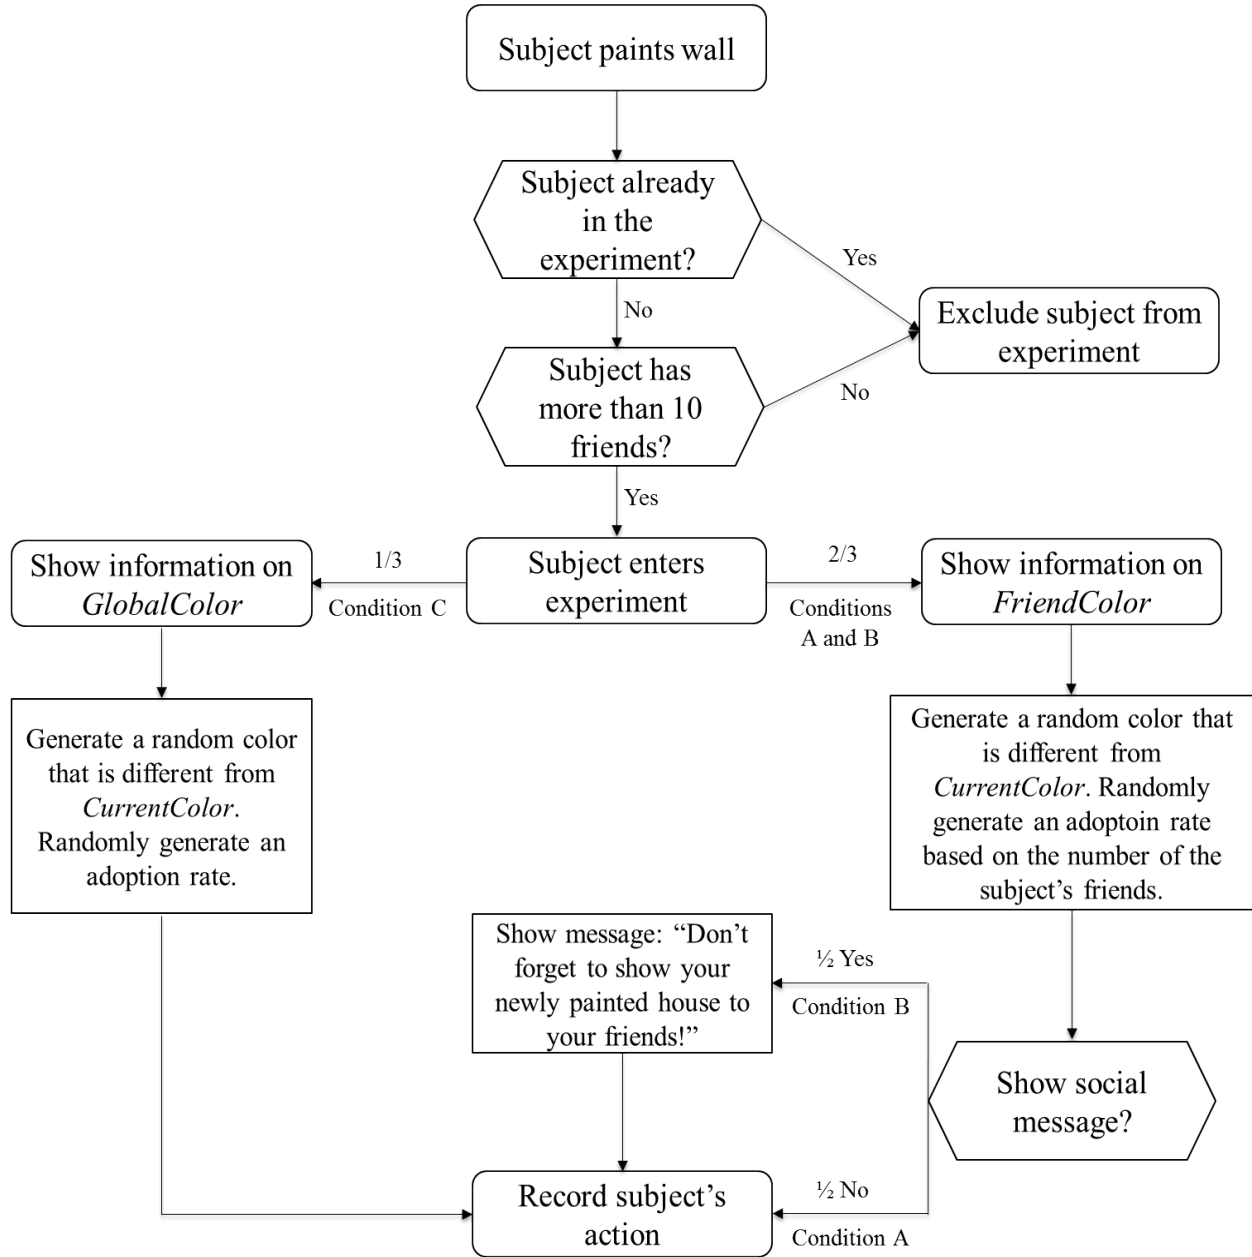 Subject paints wall
Subject already
in the
experiment?
Yes
No
Exclude subject from
experiment
Subject has
more than 10
friends?
No
Yes
Show information on
GlobalColor
1/3
Condition C
Subject enters
experiment
2/3
Conditions
A and B
Show information on
FriendColor
Generate a random color
that is different from
CurrentColor.
Randomly generate an
adoption rate.
Generate a random color that
is different from
CurrentColor. Randomly
generate an adoptoin rate
based on the number of the
subject’s friends.
Show message: “Don’t
forget to show your
newly painted house to
your friends!”
½ Yes
Condition B
Show social
message?
½ No
Condition A
Record subject’s
action